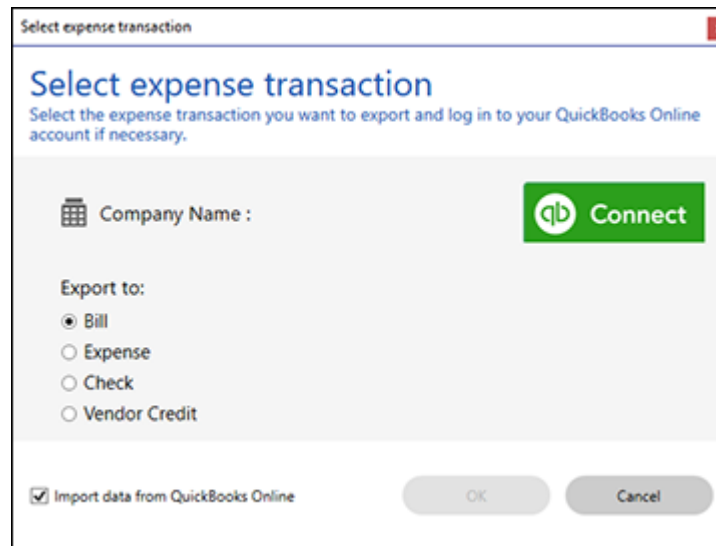 Select expense transaction
Select expense transaction
Select the expense transaction you want to export and log in to your QuickBooks Online
account if necessary.
Company Name :
qb Connect
Export to:
Bill
Expense
Check
Vendor Credit
Import data from QuickBooks Online
OK
Cancel